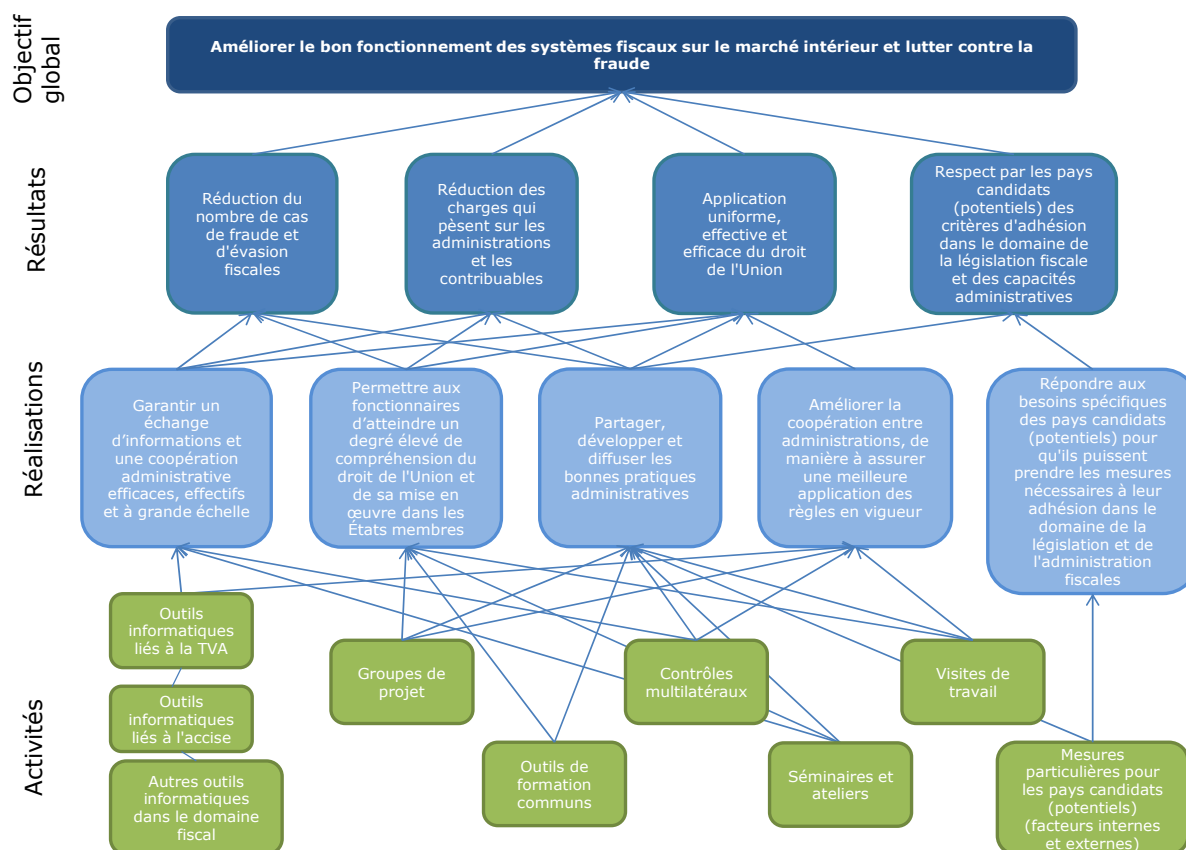 Objectif
global
Améliorer le bon fonctionnement des systèmes fiscaux sur le marché intérieur et lutter contre la
fraude
Résultats
Réduction du
nombre de cas
de fraude et
d'évasion
fiscales
Réduction des
charges qui
pèsent sur les
administrations
et les
contribuables
Application
uniforme,
effective et
efficace du droit
de l'Union
Respect par les pays
candidats
(potentiels) des
critères d'adhésion
dans le domaine de
la législation fiscale
et des capacités
administratives
Réalisations
Garantir un
échange
d’informations et
une coopération
administrative
efficaces, effectifs
et à grande échelle
Permettre aux
fonctionnaires
d’atteindre un
degré élevé de
compréhension du
droit de l'Union et
de sa mise en
œuvre dans les
États membres
Partager,
développer et
diffuser les
bonnes pratiques
administratives
Améliorer la
coopération entre
administrations, de
manière à assurer
une meilleure
application des
règles en vigueur
Répondre aux
besoins spécifiques
des pays candidats
(potentiels) pour
qu'ils puissent
prendre les mesures
nécessaires à leur
adhésion dans le
domaine de la
législation et de
l'administration
fiscales
Activités
Outils
informatiques
liés à la TVA
Groupes de
projet
Contrôles
multilatéraux
Visites de
travail
Outils
informatiques
liés à l'accise
Autres outils
informatiques
dans le domaine
fiscal
Outils de
formation
communs
Séminaires et
ateliers
Mesures
particulières pour
les pays candidats
(potentiels)
(facteurs internes
et externes)